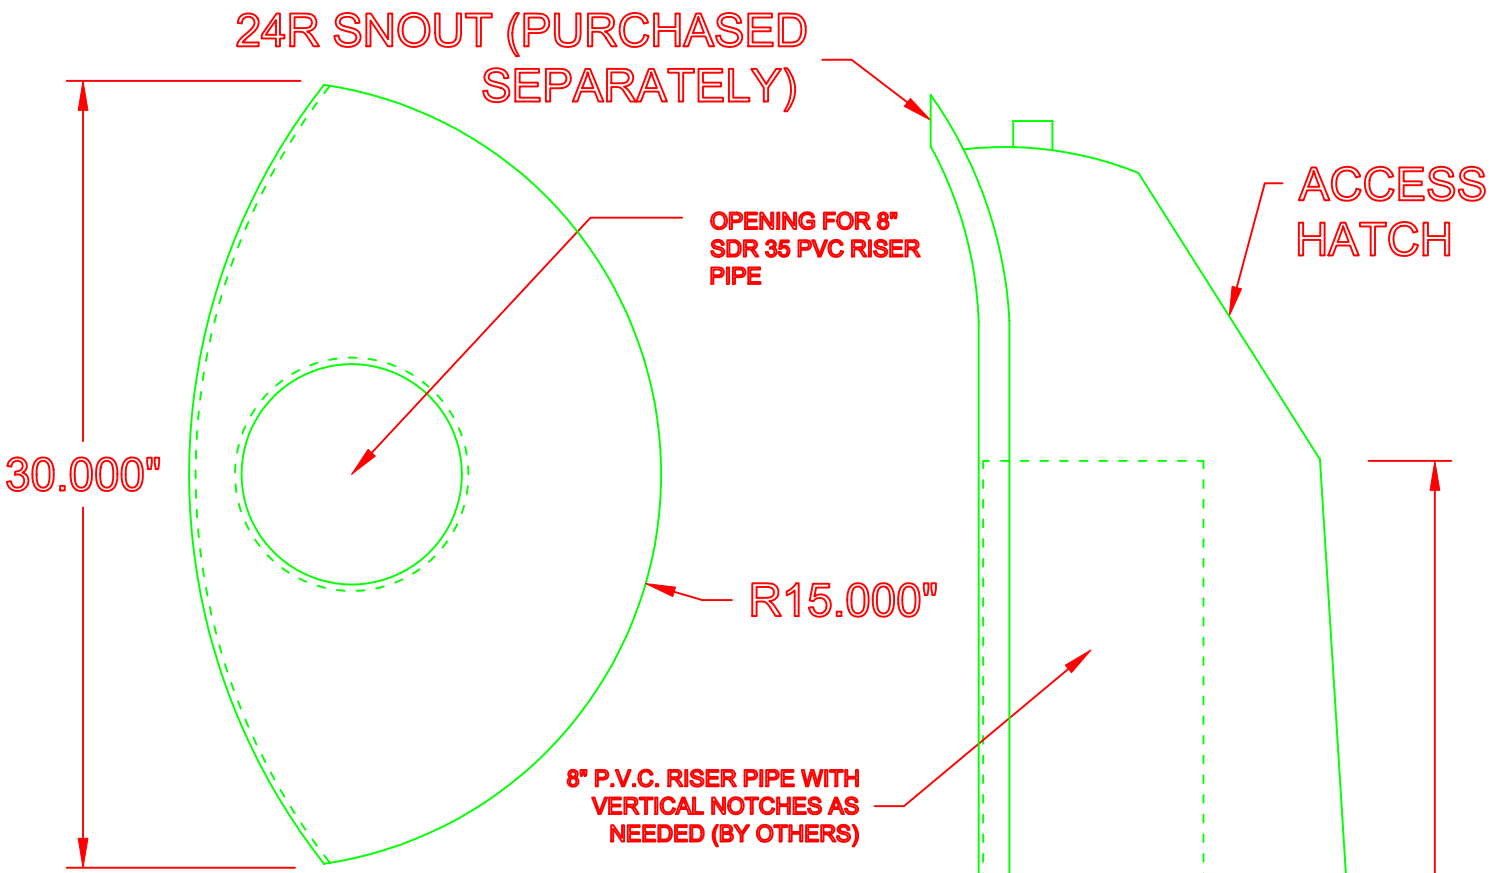 24R SNOUT (PURCHASED
SEPARATELY)
ACCESS
HATCH
OPENING FOR 8"
SDR 35 PVC RISER
PIPE
30.000"
R15.000"
8" P.V.C. RISER PIPE WITH
VERTICAL NOTCHES AS
NEEDED (BY OTHERS)